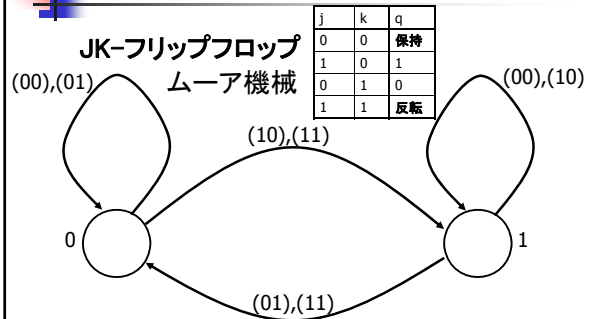 JK-フリップフロップ
ムーア機械
j k q
0 0 保持
1 0 1
0 1 0
1 1 反転
(00),(01)
(00),(10)
(10),(11)
0
1
(01),(11)